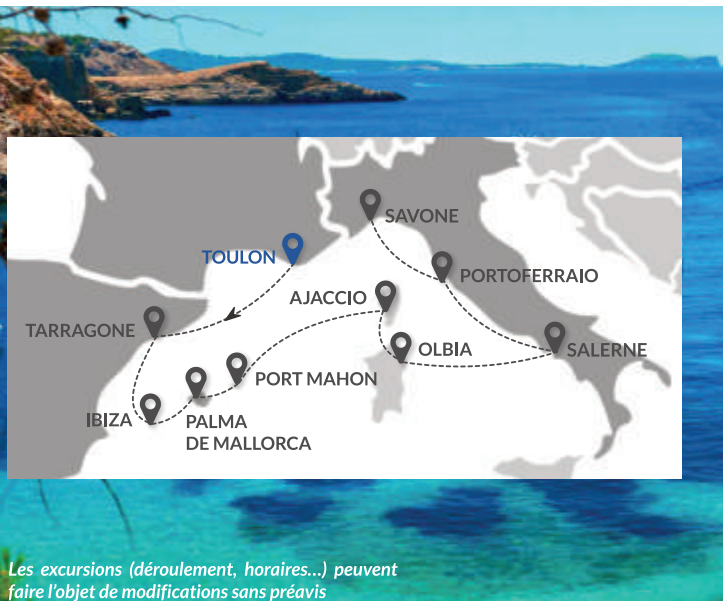 SAVONE
TOULON
PORTOFERRAIO
AJACCIO
TARRAGONE
OLBIA
SALERNE
PORT MAHON
IBIZA
PALMA
DE MALLORCA
Les excursions (déroulement, horaires...) peuvent
faire l'objet de modifications sans préavis